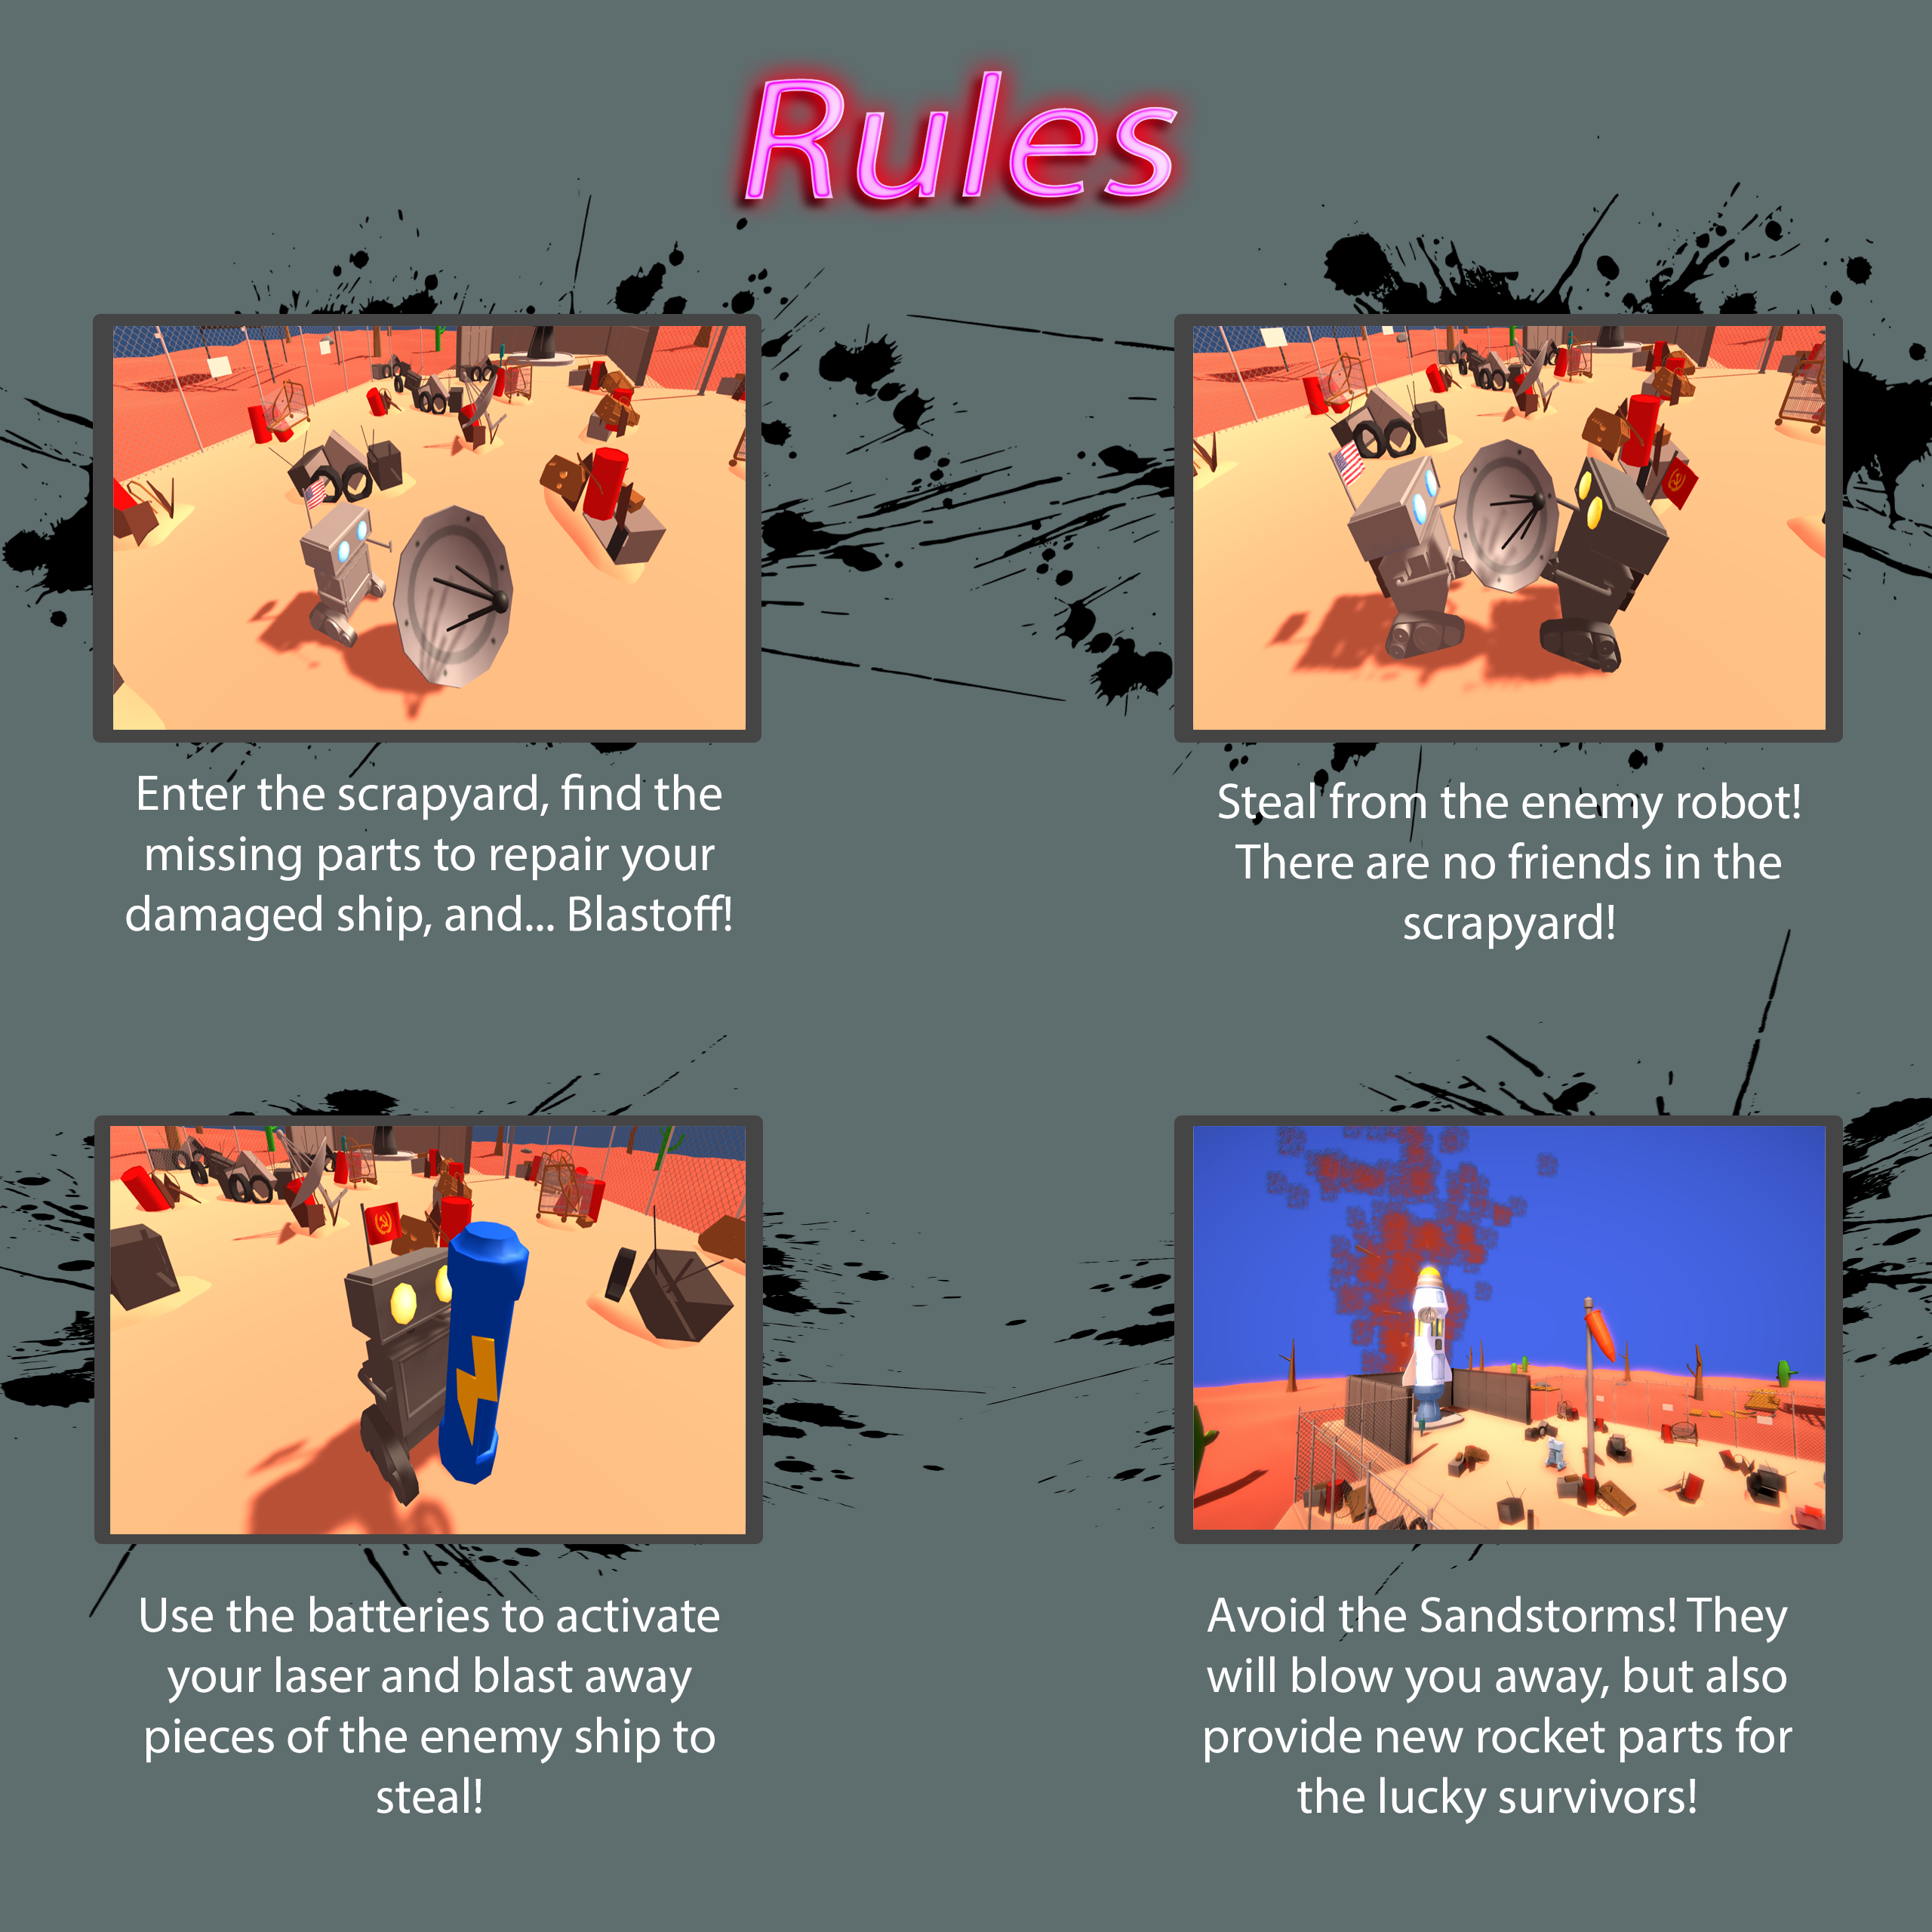 Rules
Enter the scrapyard, find the
missing parts to repair your
damaged ship, and... Blastoff!
Steal from the enemy robot!
There are no friends in the
scrapyard!
Use the batteries to activate
your laser and blast away
pieces of the enemy ship to
steal!
Avoid the Sandstorms! They
will blow you away, but also
provide new rocket parts for
the lucky survivors!